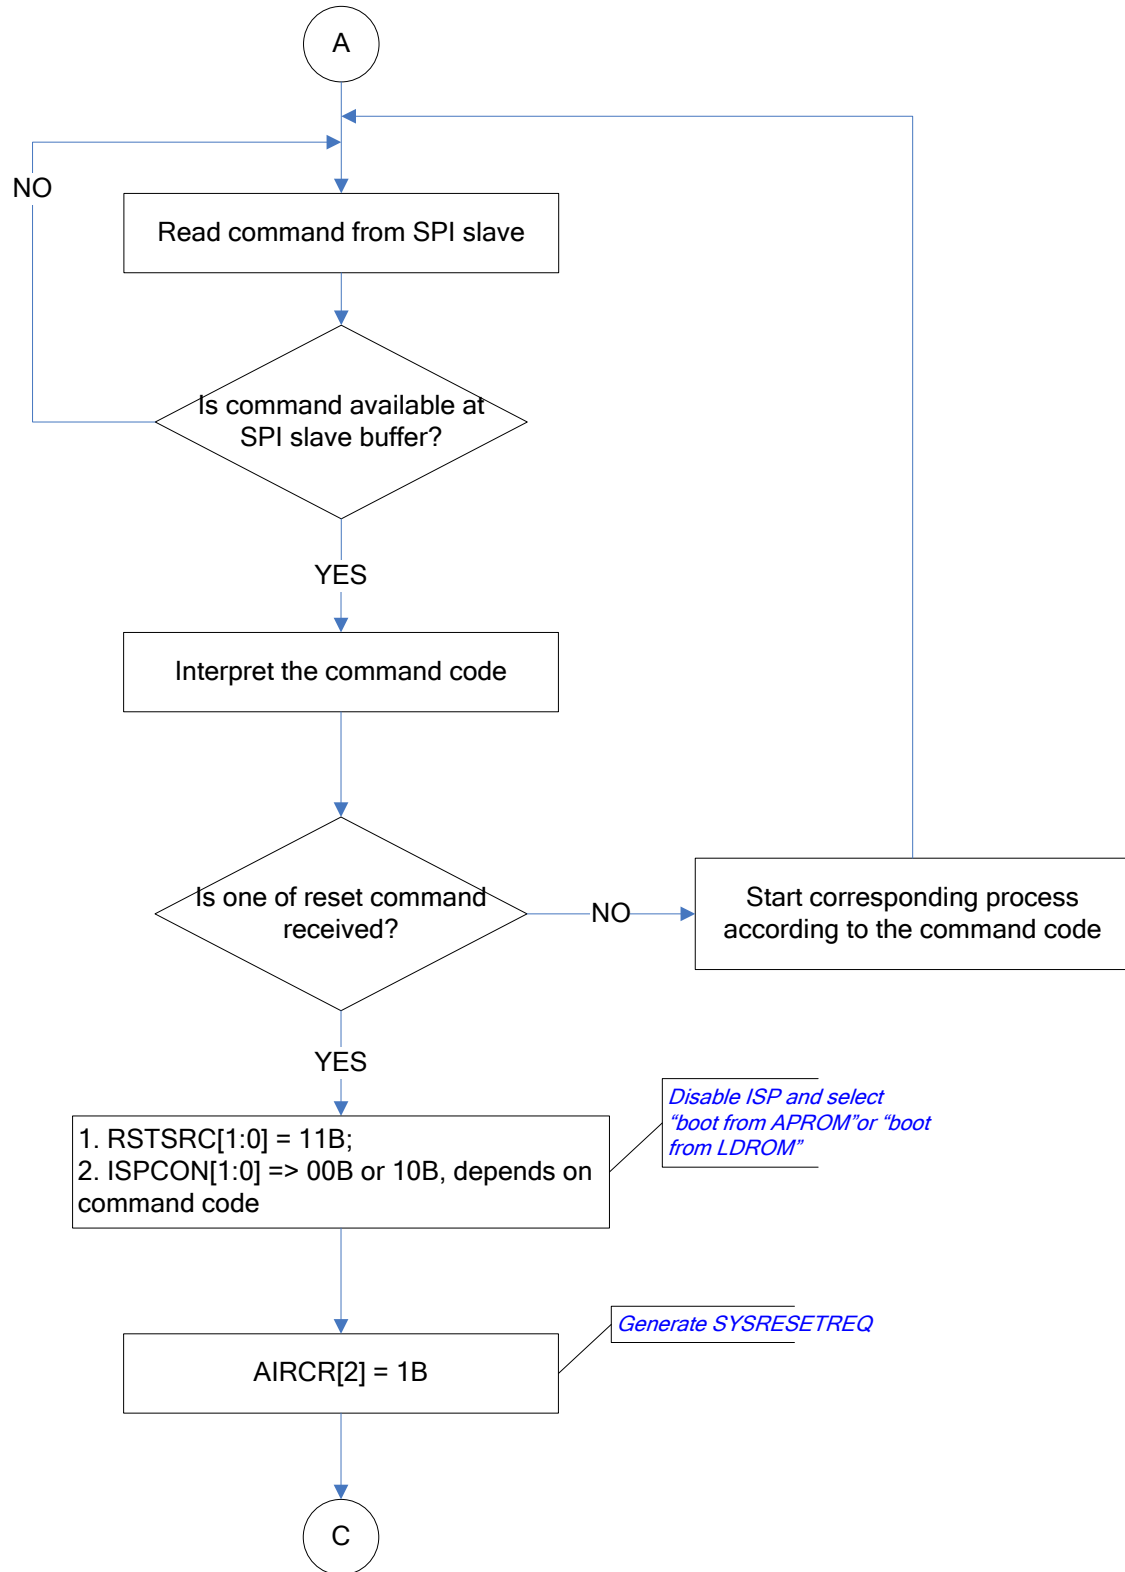 A
NO
Read command from SPI slave
Is command available at
SPI slave buffer?
YES
Interpret the command code
Is one of reset command
received?
NO
Start corresponding process
according to the command code
YES
1. RSTSRC[1:0] = 11B;
2. ISPCON[1:0] => 00B or 10B, depends on
command code
Disable ISP and select
“boot from APROM”or “boot
from LDROM”
AIRCR[2] = 1B
Generate SYSRESETREQ
C